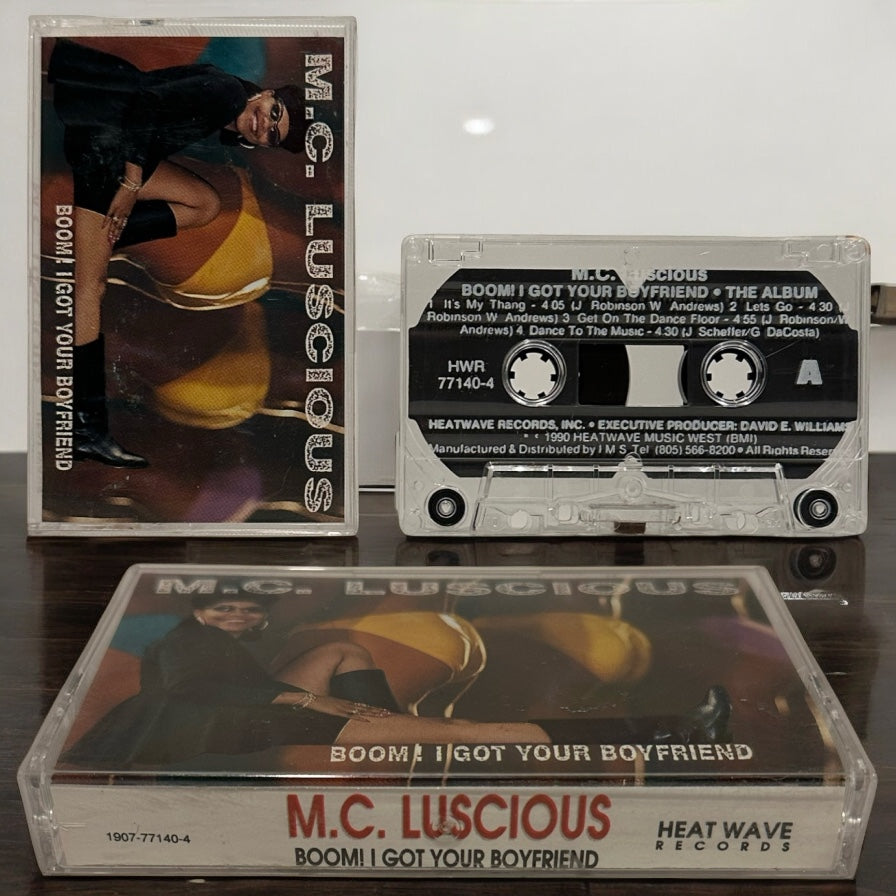 M.C. LUSCIOUS
BOOM! I GOT YOUR BOYFRIEND
M.C. LUSCIOUS
BOOM! I GOT YOUR BOYFRIEND • THE ALBUM
1 It's My Thang - 4:05 (J Robinson W Andrews) 2 Lets Go - 4:30 (J
Robinson W Andrews) 3 Get On The Dance Floor - 4:55 (J Robinson/W
Andrews) 4 Dance To The Music - 4:30 (J Scheffer/G DaCosta)
HWR
77140-4
A
HEATWAVE RECORDS, INC. • EXECUTIVE PRODUCER: DAVID E. WILLIAMS
1990 HEATWAVE MUSIC WEST (BMI)
Manufactured & Distributed by I M S Tel (805) 566-8200 • All Rights
M.C. LUSCIOUS
BOOM! I GOT YOUR BOYFRIEND
1907-77140-4
M.C. LUSCIOUS
BOOM! I GOT YOUR BOYFRIEND
HEAT WAVE
RECORDS